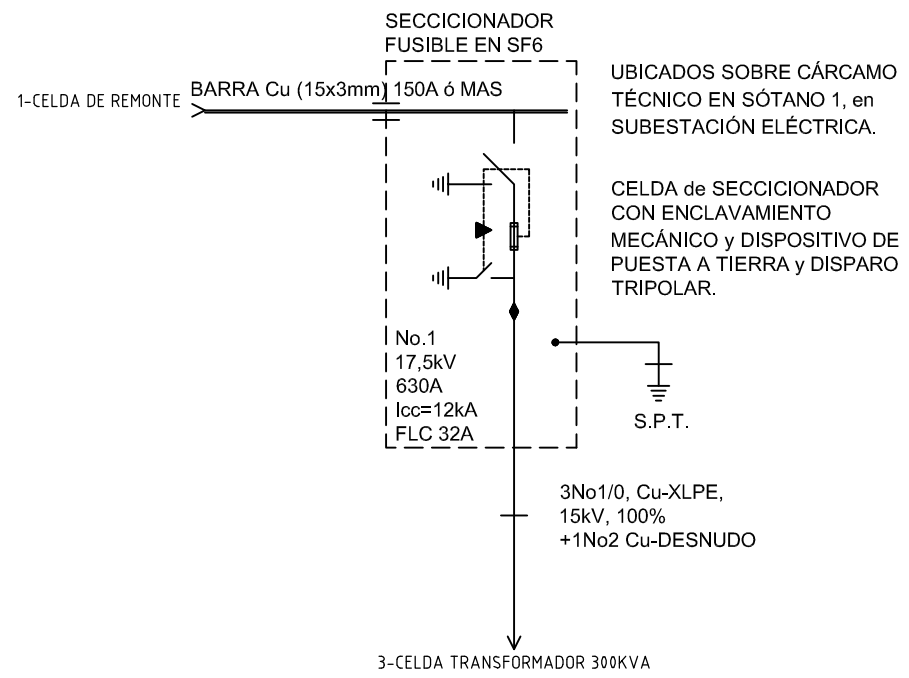 SECCICIONADOR
FUSIBLE EN SF6
1-CELDA DE REMONTE
BARRA Cu (15x3mm) 150A ó MAS
UBICADOS SOBRE CÁRCAMO
TÉCNICO EN SÓTANO 1, en
SUBESTACIÓN ELÉCTRICA.
CELDA de SECCICIONADOR
CON ENCLAVAMIENTO
MECÁNICO y DISPOSITIVO DE
PUESTA A TIERRA y DISPARO
TRIPOLAR.
No.1
17,5kV
630A
Icc=12kA
FLC 32A
S.P.T.
3No1/0, Cu-XLPE,
15kV, 100%
+1No2 Cu-DESNUDO
3-CELDA TRANSFORMADOR 300KVA